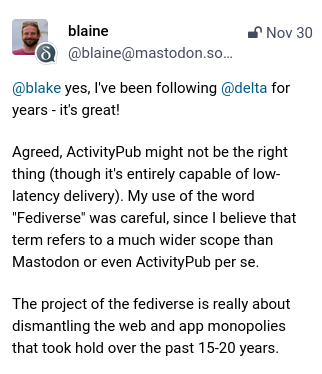 blaine
Nov 30
@blaine@mastodon.so...
@blake yes, I've been following @delta for
years - it's great!
Agreed, ActivityPub might not be the right
thing (though it's entirely capable of low-
latency delivery). My use of the word
"Fediverse" was careful, since I believe that
term refers to a much wider scope than
Mastodon or even ActivityPub per se.
The project of the fediverse is really about
dismantling the web and app monopolies
that took hold over the past 15-20 years.